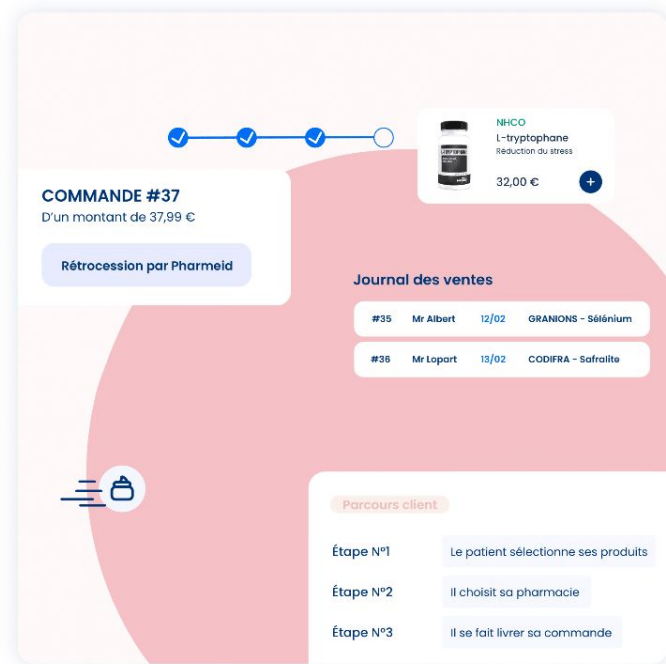 NHCO
L-tryptophane
Réduction du stress
32,00 €
COMMANDE #37
D'un montant de 37,99 €
Rétrocession par Pharmeid
Journal des ventes
#35 Mr Albert 12/02 GRANIONS - Sélénium
#36 Mr Lopart 13/02 CODIFRA - Safralite
Parcours client
Étape N°1 Le patient sélectionne ses produits
Étape N°2 Il choisit sa pharmacie
Étape N°3 Il se fait livrer sa commande